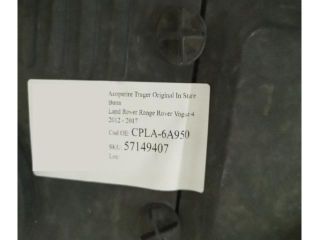 Acoperire Trager Original In Stare
Buna
Land Rover Range Rover Vogue 4
2012 - 2017
Cod OE: CPLA-6A950
SKU: 57149407
Loc: